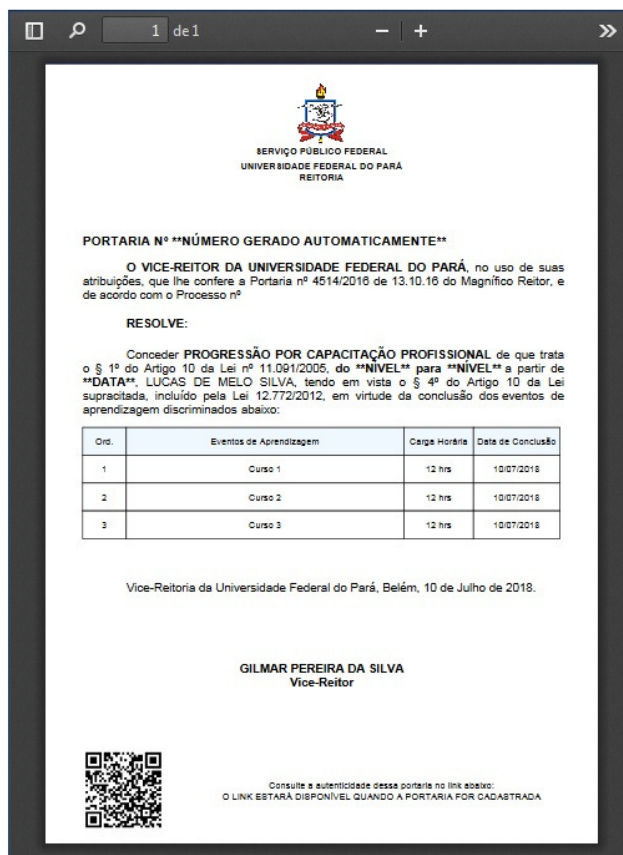 1 de 1
SERVIÇO PÚBLICO FEDERAL
UNIVERSIDADE FEDERAL DO PARÁ
REITORIA
PORTARIA Nº **NÚMERO GERADO AUTOMATICAMENTE**
O VICE-REITOR DA UNIVERSIDADE FEDERAL DO PARÁ, no uso de suas
atribuições, que lhe confere a Portaria nº 4514/2016 de 13.10.16 do Magnífico Reitor, e
de acordo com o Processo nº
RESOLVE:
Conceder PROGRESSÃO POR CAPACITAÇÃO PROFISSIONAL de que trata
o § 1º do Artigo 10 da Lei nº 11.091/2005, do **NÍVEL** para **NÍVEL** a partir de
**DATA**, LUCAS DE MELO SILVA, tendo em vista o § 4º do Artigo 10 da Lei
supracitada, incluído pela Lei 12.772/2012, em virtude da conclusão dos eventos de
aprendizagem discriminados abaixo:
Ord. Eventos de Aprendizagem Carga Horária Data de Conclusão
1 Curso 1 12 hrs 10/07/2018
2 Curso 2 12 hrs 10/07/2018
3 Curso 3 12 hrs 10/07/2018
Vice-Reitoria da Universidade Federal do Pará, Belém, 10 de Julho de 2018.
GILMAR PEREIRA DA SILVA
Vice-Reitor
Consulte a autenticidade dessa portaria no link abaixo:
O LINK ESTARÁ DISPONÍVEL QUANDO A PORTARIA FOR CADASTRADA